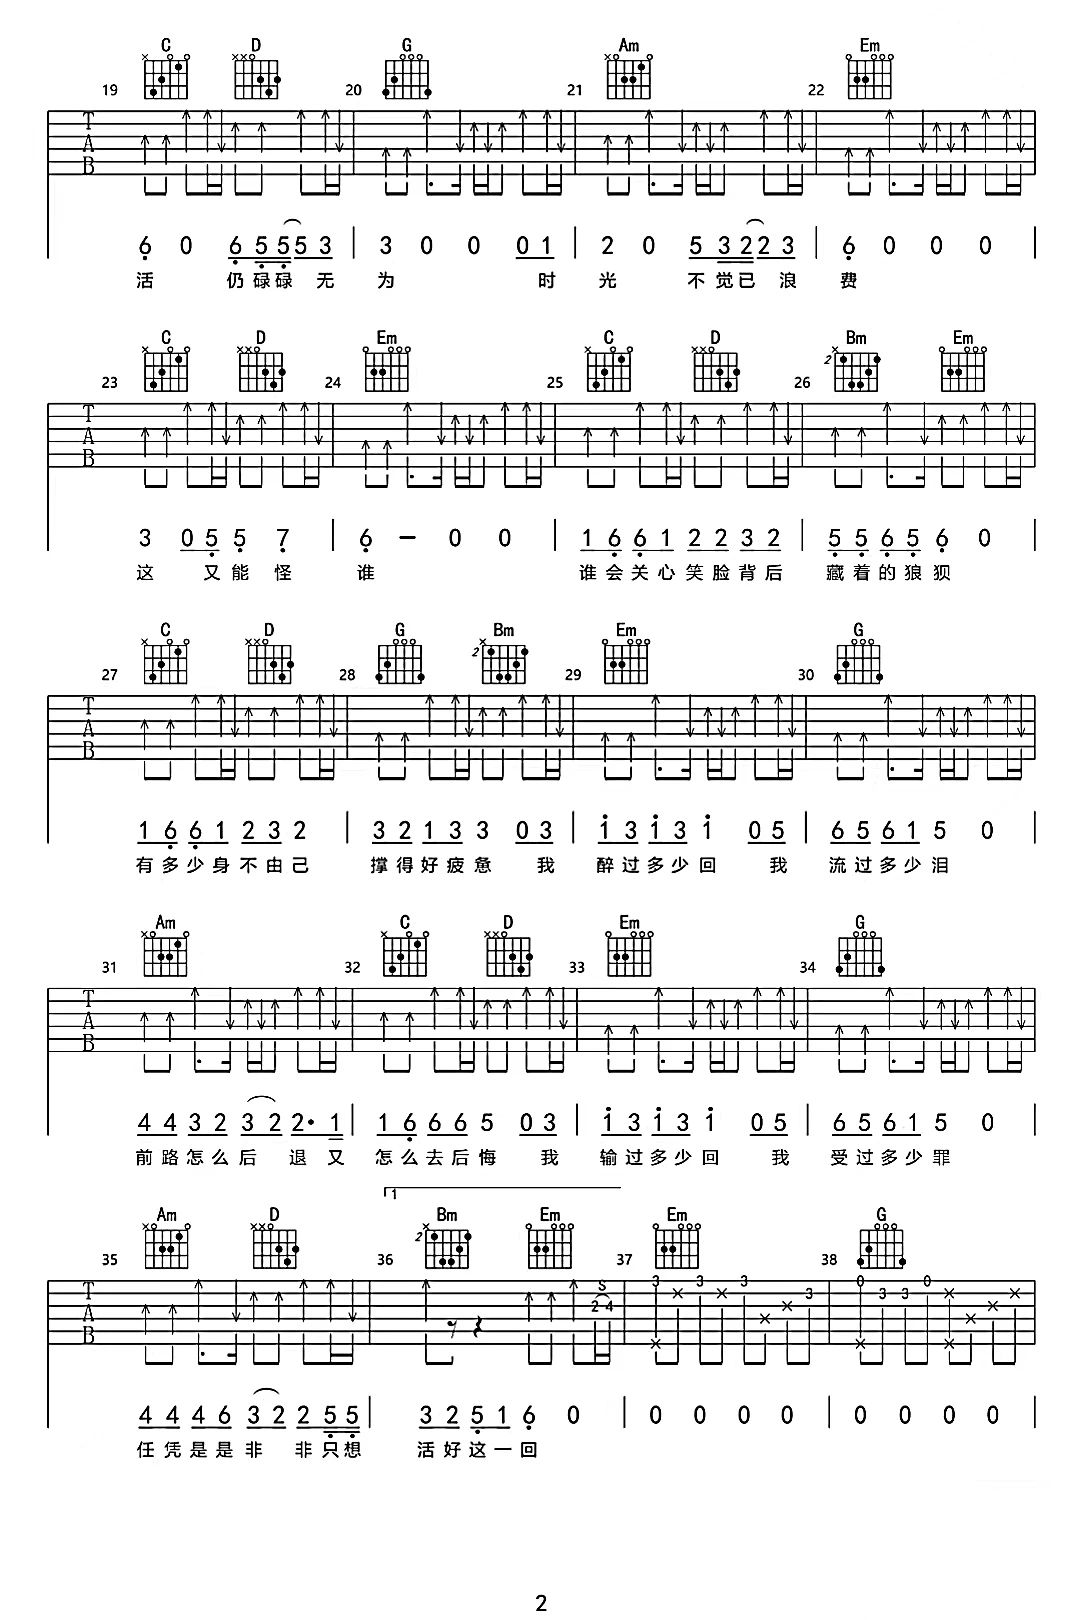 C D G Am Em
19 20 21 22
T
A
B
6 0 6 5 5 5 3 3 0 0 0 1 2 0 5 3 2 2 3 6 0 0 0
活 仍碌碌 无 为 时 光 不觉已 浪 费
C D Em C D Bm Em
2
23 24 25 26
T
A
B
3 0 5 5 7 6 — 0 0 1 6 6 1 2 2 3 2 5 5 6 5 6 0
这 又能 怪 谁 谁会关心笑脸背后 藏着的狼狈
C D G Bm Em G
2
27 28 29 30
T
A
B
1 6 6 1 2 3 2 3 2 1 3 3 0 3 1 3 1 3 1 0 5 6 5 6 1 5 0
有多少身不由己 撑得好疲惫 我 醉过多少回 我 流过多少泪
Am C D Em G
31 32 33 34
T
A
B
4 4 3 2 3 2 2· 1 1 6 6 6 5 0 3 1 3 1 3 1 0 5 6 5 6 1 5 0
前路怎么后 退又 怎么去后悔 我 输过多少回 我 受过多少罪
1
Am D Bm Em Em G
2
35 36 37 38
S
T
A
B
2 4 3 3 3 3 0 3 3 0
4 4 4 6 3 2 2 5 5 3 2 5 1 6 0 0 0 0 0 0 0 0 0
任凭是是非 非只想 活好这一回
2